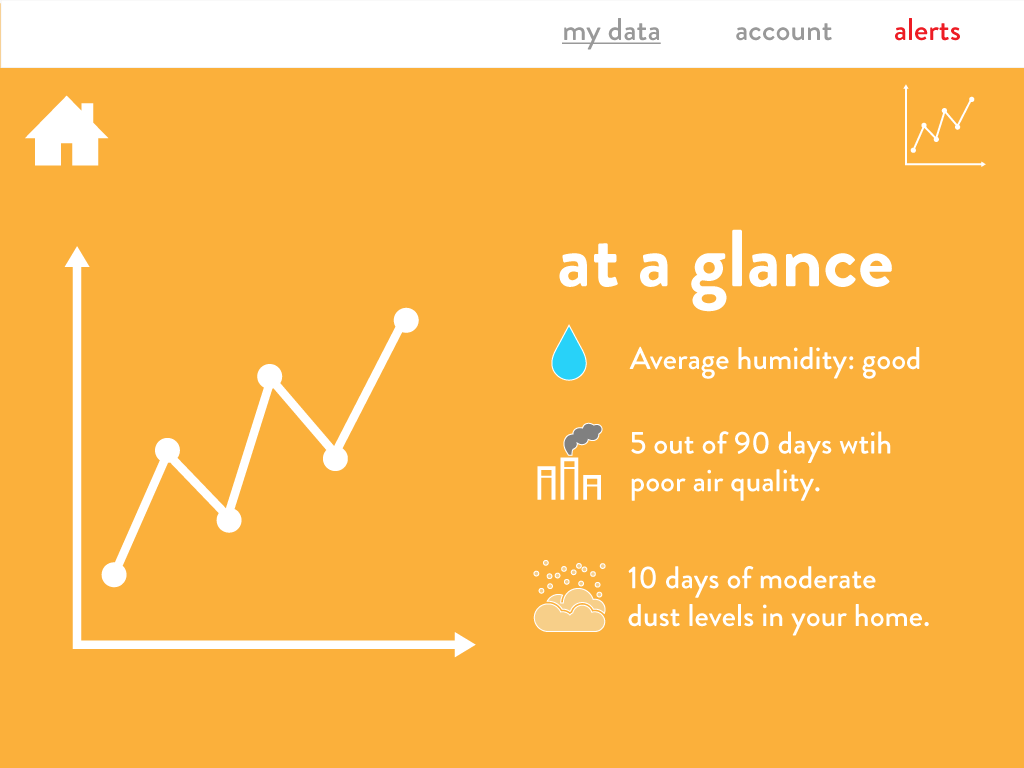 my data
account
alerts
at a glance
Average humidity: good
5 out of 90 days wtih
poor air quality.
10 days of moderate
dust levels in your home.